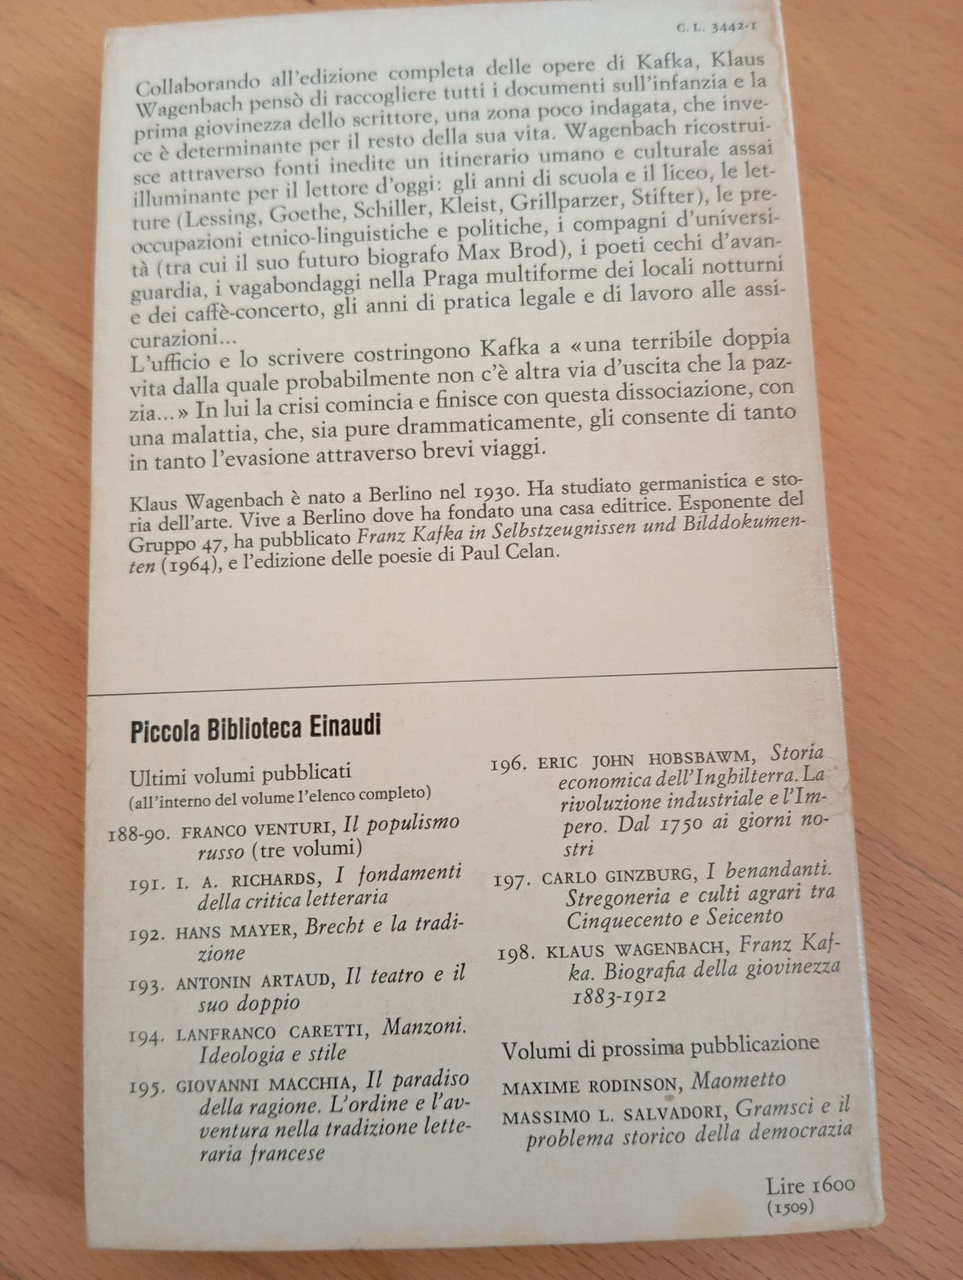 C. L. 3442-1
Collaborando all'edizione completa delle opere di Kafka, Klaus
Wagenbach pensò di raccogliere tutti i documenti sull'infanzia e la
prima giovinezza dello scrittore, una zona poco indagata, che inve-
ce è determinante per il resto della sua vita. Wagenbach ricostrui-
sce attraverso fonti inedite un itinerario umano e culturale assai
illuminante per il lettore d'oggi: gli anni di scuola e il liceo, le let-
ture (Lessing, Goethe, Schiller, Kleist, Grillparzer, Stifter), le pre-
occupazioni etnico-linguistiche e politiche, i compagni d'universi-
tà (tra cui il suo futuro biografo Max Brod), i poeti cechi d'avan-
guardia, i vagabondaggi nella Praga multiforme dei locali notturni
e dei caffè-concerto, gli anni di pratica legale e di lavoro alle assi-
curazioni...
L'ufficio e lo scrivere costringono Kafka a «una terribile doppia
vita dalla quale probabilmente non c'è altra via d'uscita che la paz-
zia...» In lui la crisi comincia e finisce con questa dissociazione, con
una malattia, che, sia pure drammaticamente, gli consente di tanto
in tanto l'evasione attraverso brevi viaggi.
Klaus Wagenbach è nato a Berlino nel 1930. Ha studiato germanistica e sto-
ria dell'arte. Vive a Berlino dove ha fondato una casa editrice. Esponente del
Gruppo 47, ha pubblicato Franz Kafka in Selbstzeugnissen und Bilddokumen-
ten (1964), e l'edizione delle poesie di Paul Celan.
Piccola Biblioteca Einaudi
Ultimi volumi pubblicati
(all'interno del volume l'elenco completo)
188-90. FRANCO VENTURI, Il populismo
russo (tre volumi)
191. I. A. RICHARDS, I fondamenti
della critica letteraria
192. HANS MAYER, Brecht e la tradi-
zione
193. ANTONIN ARTAUD, Il teatro e il
suo doppio
194. LANFRANCO CARETTI, Manzoni.
Ideologia e stile
195. GIOVANNI MACCHIA, Il paradiso
della ragione. L'ordine e l'av-
ventura nella tradizione lette-
raria francese
196. ERIC JOHN HOBSBAWM, Storia
economica dell'Inghilterra. La
rivoluzione industriale e l'Im-
pero. Dal 1750 ai giorni no-
stri
197. CARLO GINZBURG, I benandanti.
Stregoneria e culti agrari tra
Cinquecento e Seicento
198. KLAUS WAGENBACH, Franz Kaf-
ka. Biografia della giovinezza
1883-1912
Volumi di prossima pubblicazione
MAXIME RODINSON, Maometto
MASSIMO L. SALVADORI, Gramsci e il
problema storico della democrazia
Lire 1600
(1509)